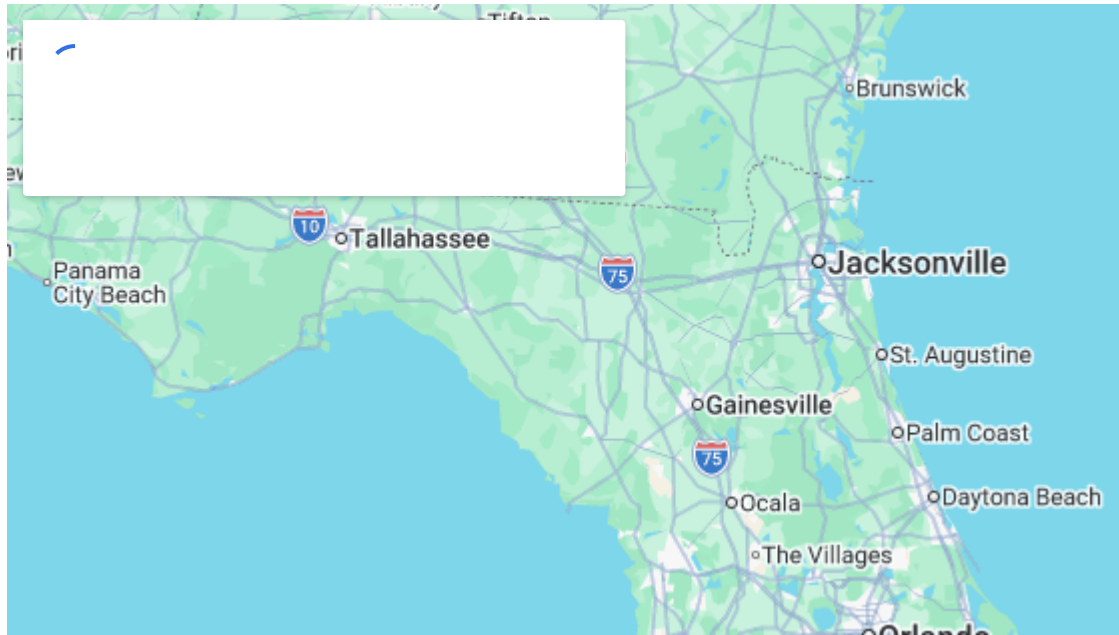 Tifton
Brunswick
10
Tallahassee
75
Jacksonville
Panama
City Beach
St. Augustine
Gainesville
Palm Coast
75
Ocala
Daytona Beach
The Villages
Orlando